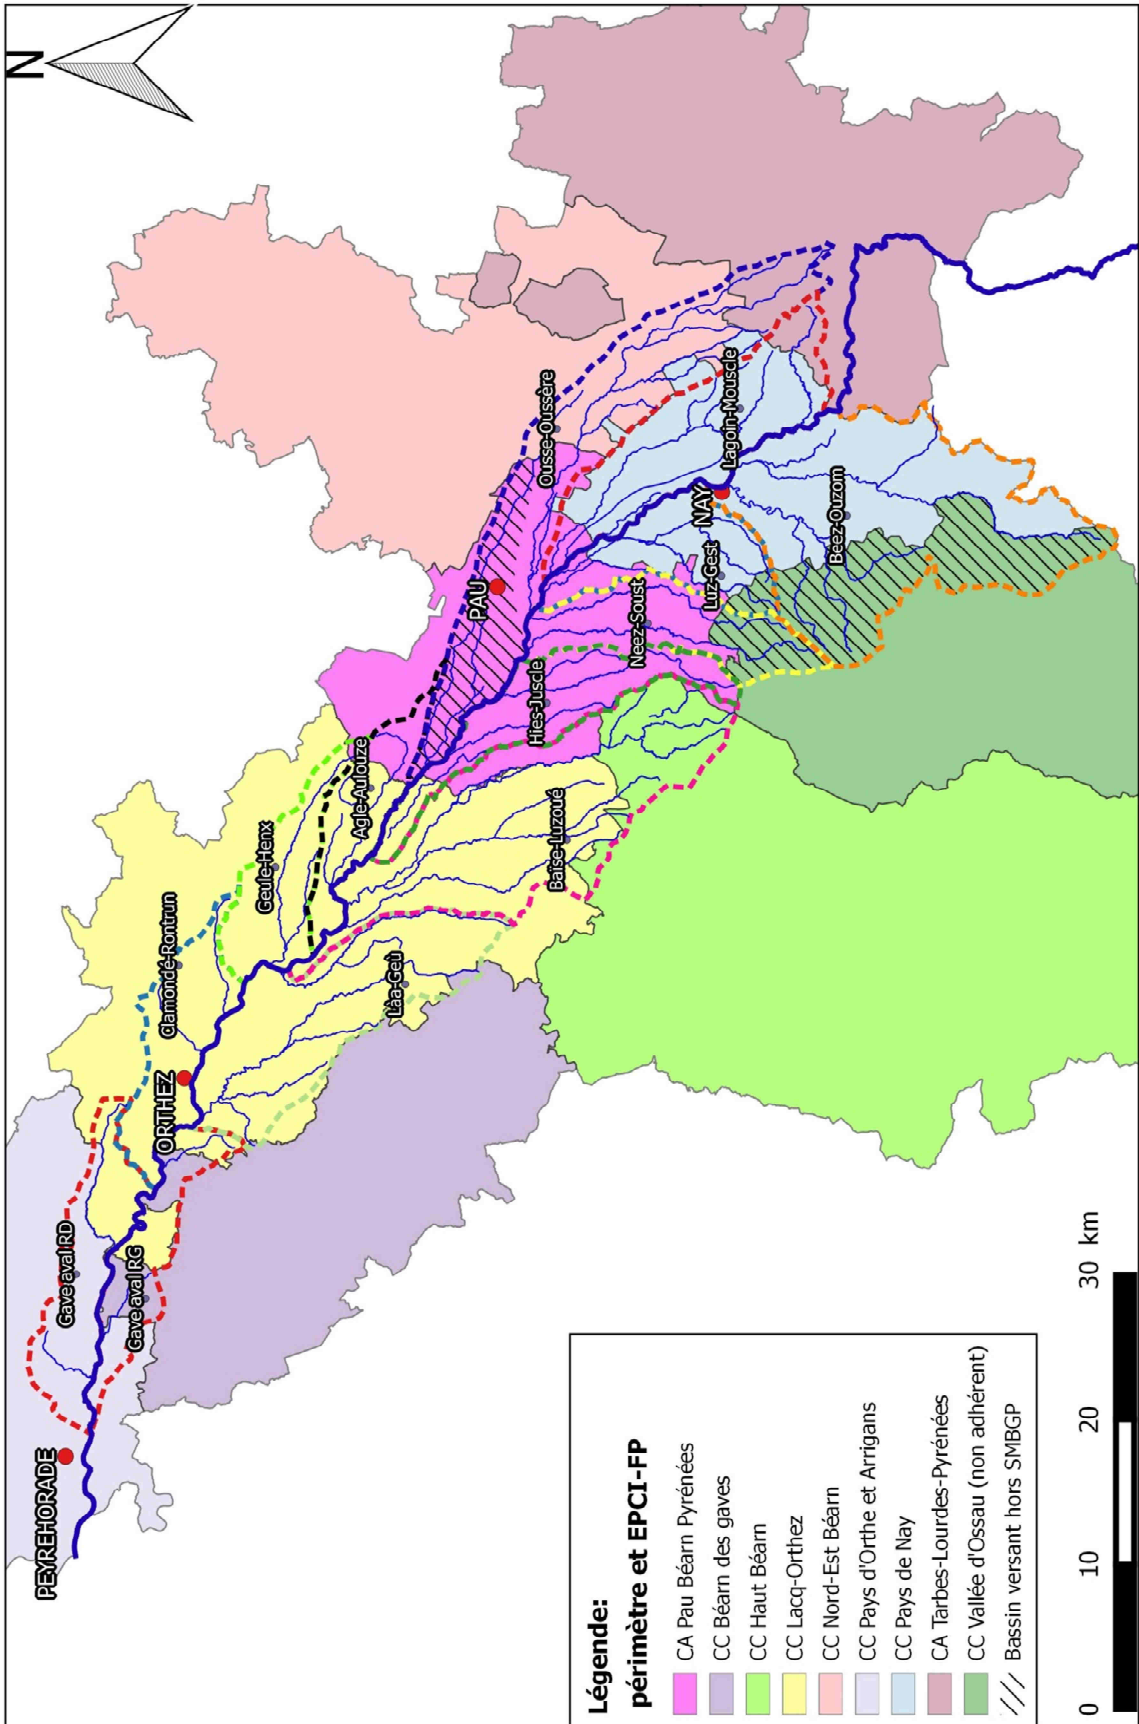 N
PEYREHORADE
Gave aval RD
Gave aval RG
ORTHEZ
Clamondé-Rontrun
Geule-Henx
Làa-Geü
Agle-Aulouze
Baïse-Luzoué
PAU
Hies-Juscle
Ousse-Oussère
Neez-Soust
Luz-Gest
NAY
Lagoin-Mouscle
Beez-Ouzom
Légende:
périmètre et EPCI-FP
CA Pau Béarn Pyrénées
CC Béarn des gaves
CC Haut Béarn
CC Lacq-Orthez
CC Nord-Est Béarn
CC Pays d'Orthe et Arrigans
CC Pays de Nay
CA Tarbes-Lourdes-Pyrénées
CC Vallée d'Ossau (non adhérent)
Bassin versant hors SMBGP
0 10 20 30 km